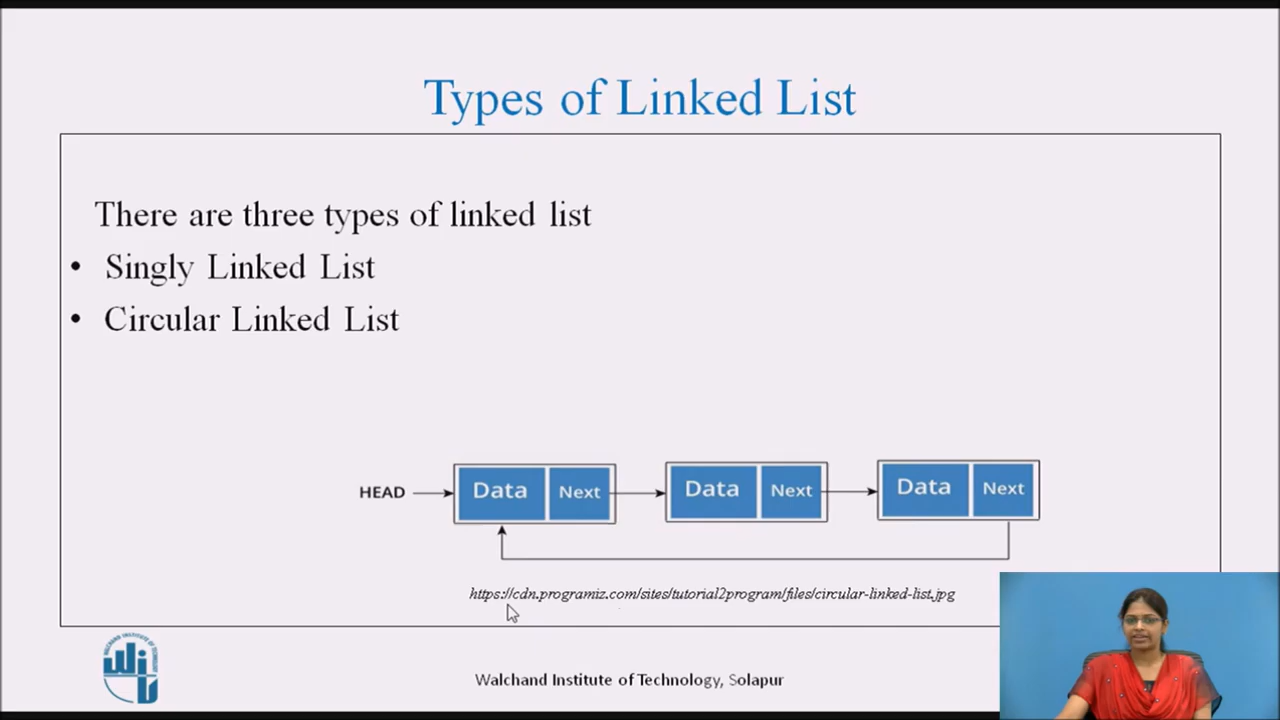 Types of Linked List
There are three types of linked list
• Singly Linked List
• Circular Linked List
HEAD Data Next Data Next Data Next
https://cdn.programiz.com/sites/tutorial2program/files/circular-linked-list.jpg
Walchand Institute of Technology, Solapur